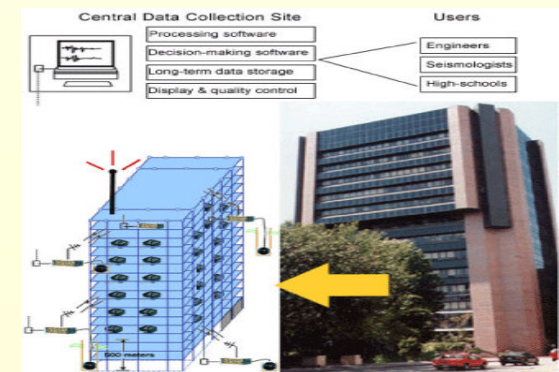 Central Data Collection Site
Users
Processing software
Decision-making software
Long-term data storage
Display & quality control
Engineers
Seismologists
High-schools
500 meters